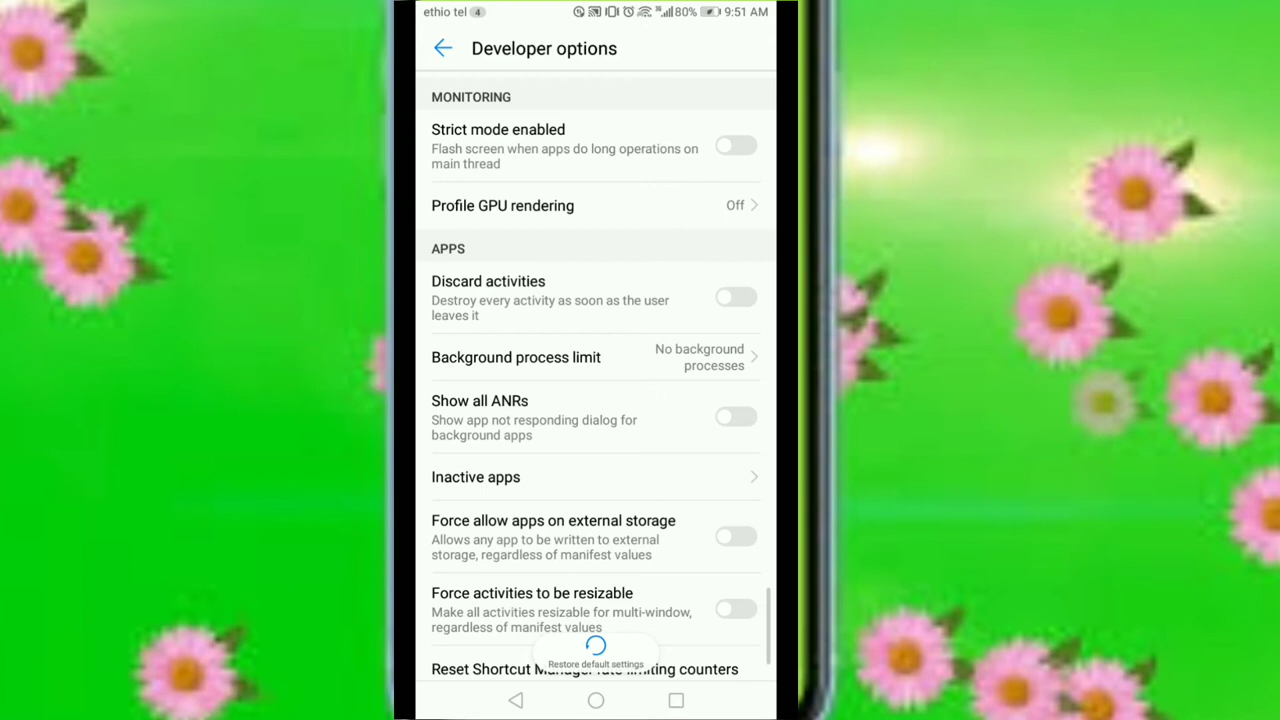 ethio tel 4 80% 9:51 AM
Developer options
MONITORING
Strict mode enabled
Flash screen when apps do long operations on
main thread
Profile GPU rendering Off
APPS
Discard activities
Destroy every activity as soon as the user
leaves it
Background process limit No background
processes
Show all ANRs
Show app not responding dialog for
background apps
Inactive apps
Force allow apps on external storage
Allows any app to be written to external
storage, regardless of manifest values
Force activities to be resizable
Make all activities resizable for multi-window,
regardless of manifest values
Restore default settings
Reset Shortcut Manager rate limiting counters